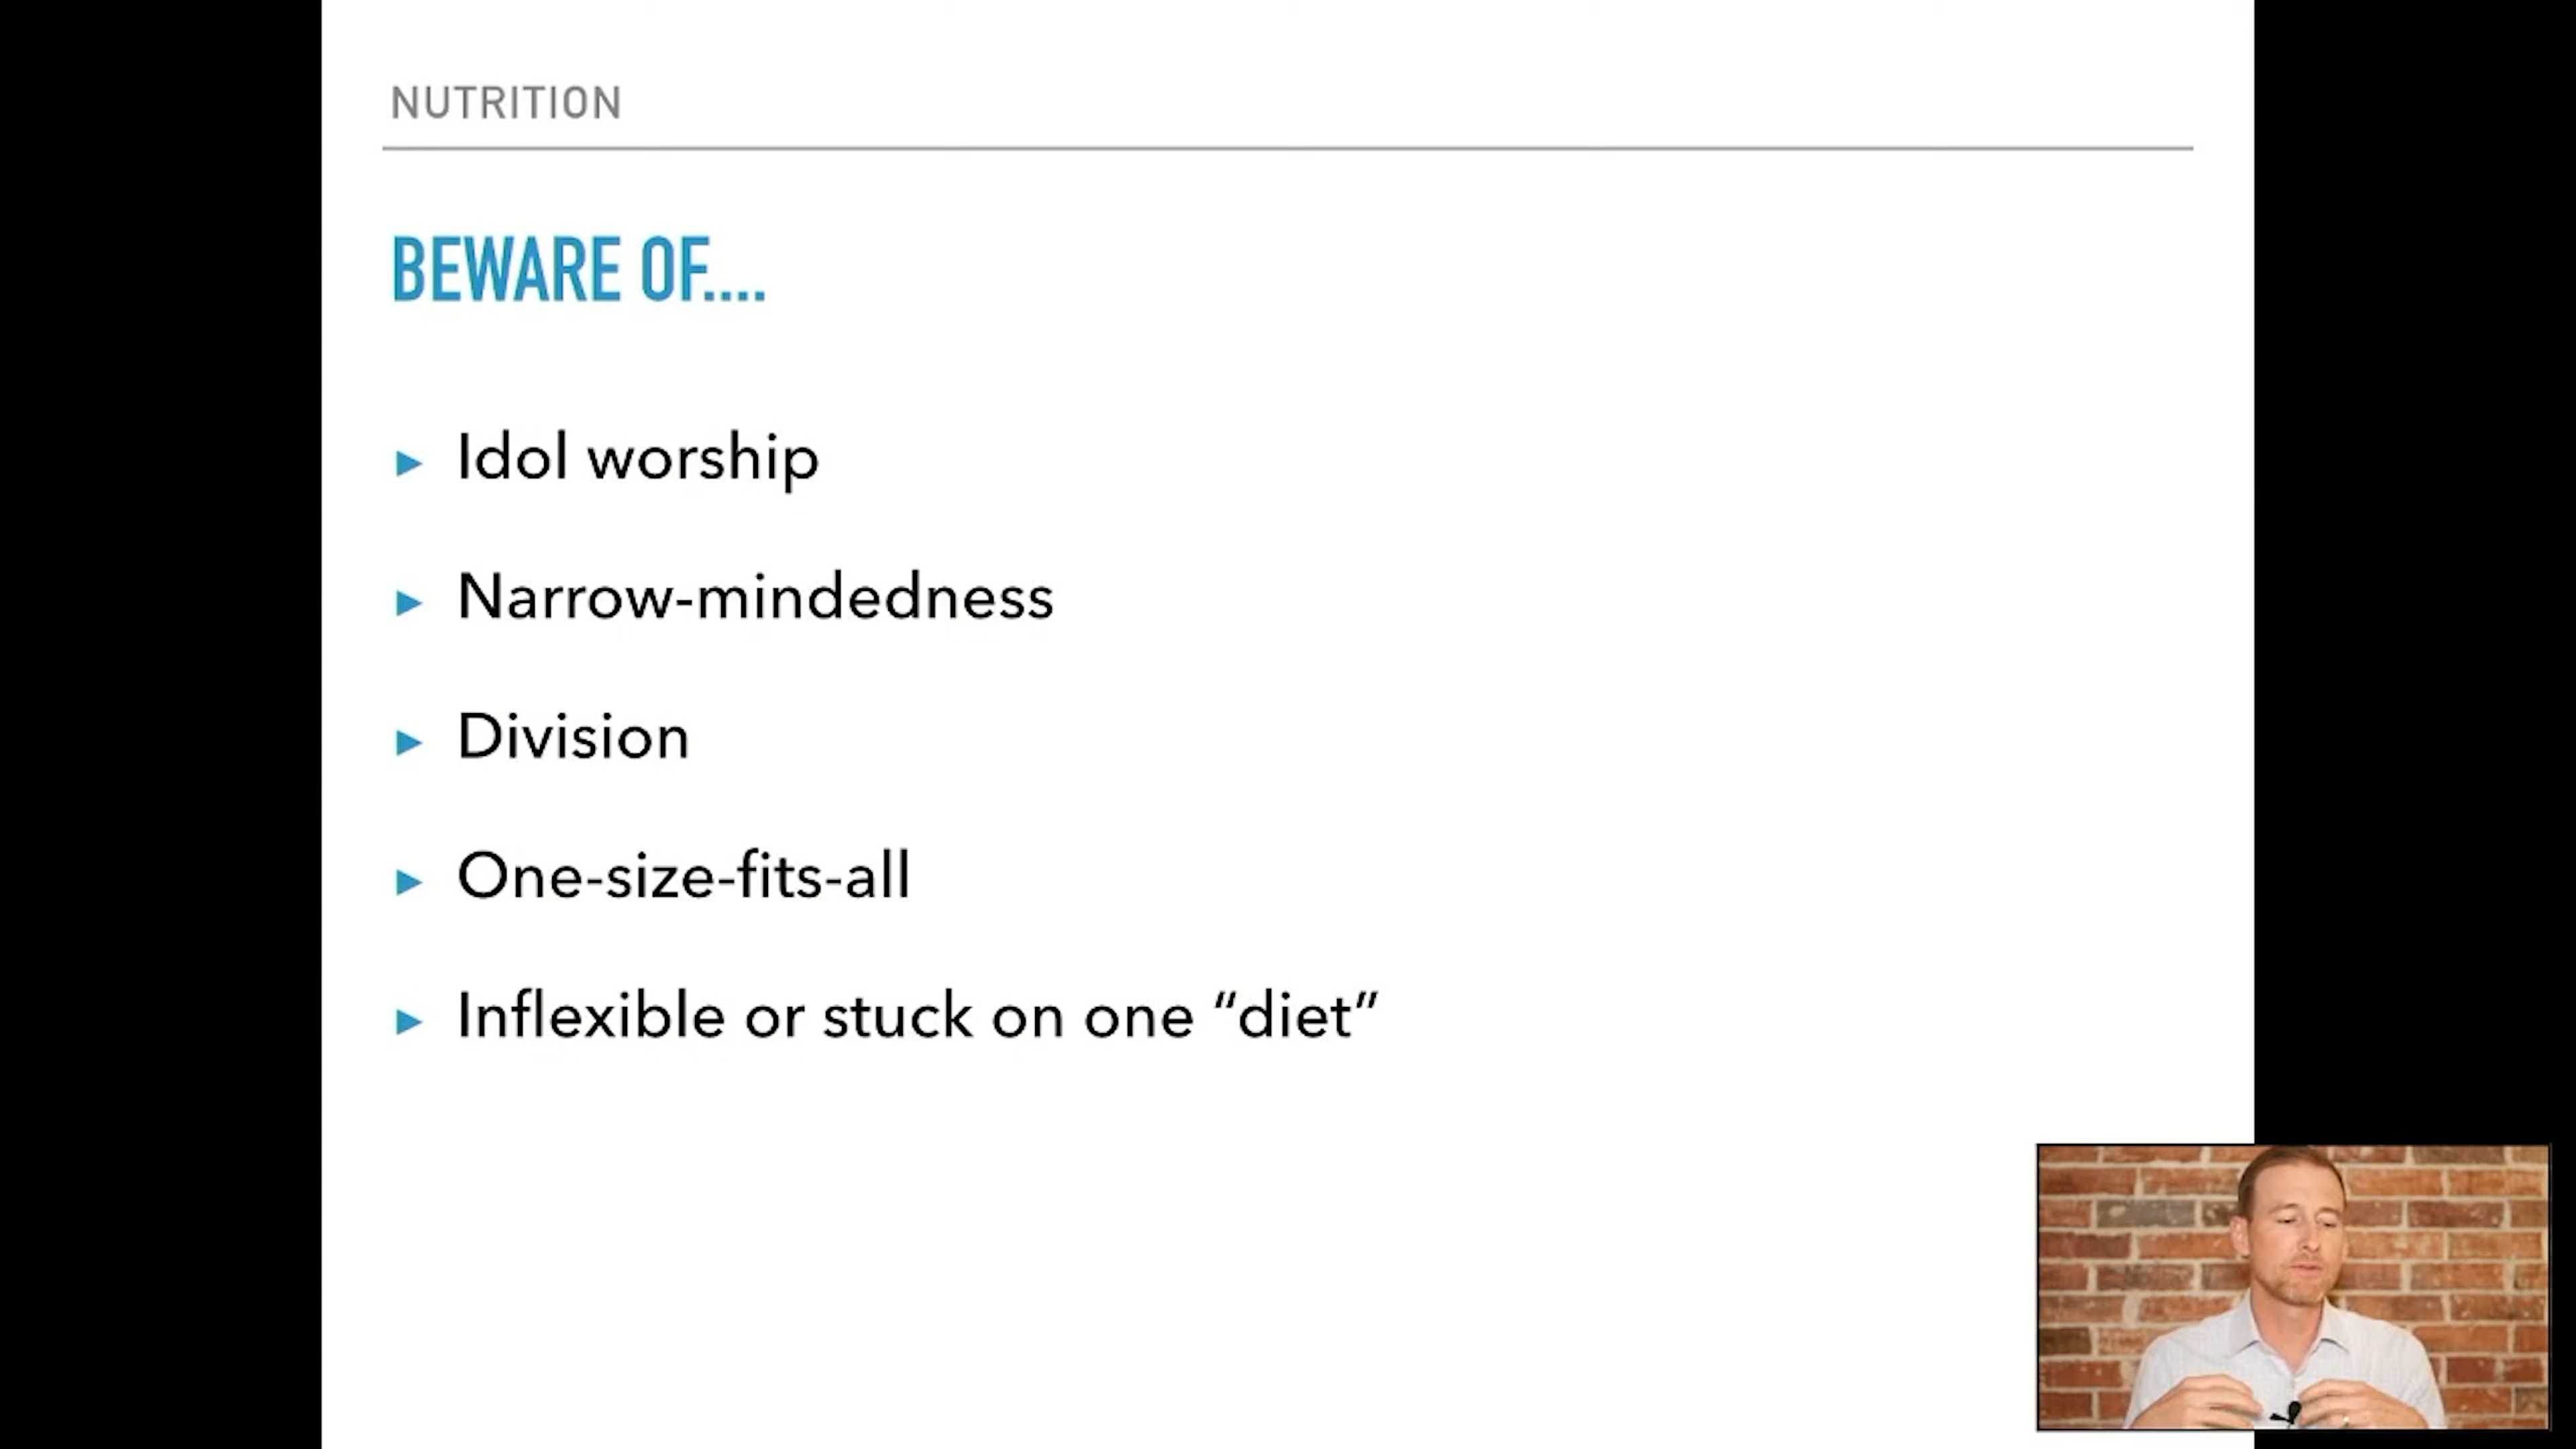 NUTRITION
BEWARE OF....
Idol worship
Narrow-mindedness
Division
One-size-fits-all
Inflexible or stuck on one “diet”